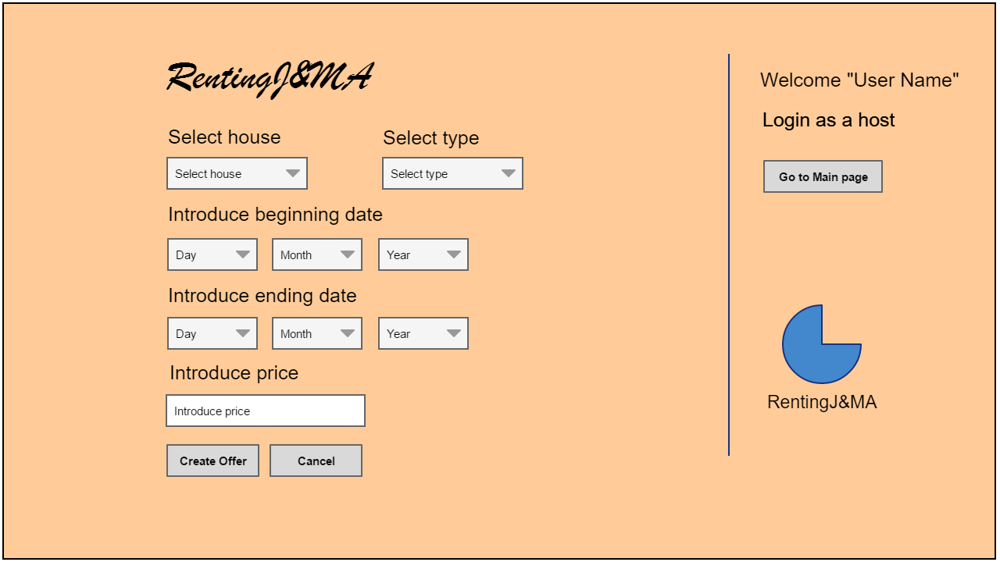 RentingJ&MA
Select house
Select type
Select house
Select type
Introduce beginning date
Day
Month
Year
Introduce ending date
Day
Month
Year
Introduce price
Introduce price
Create Offer
Cancel
Welcome "User Name"
Login as a host
Go to Main page
RentingJ&MA